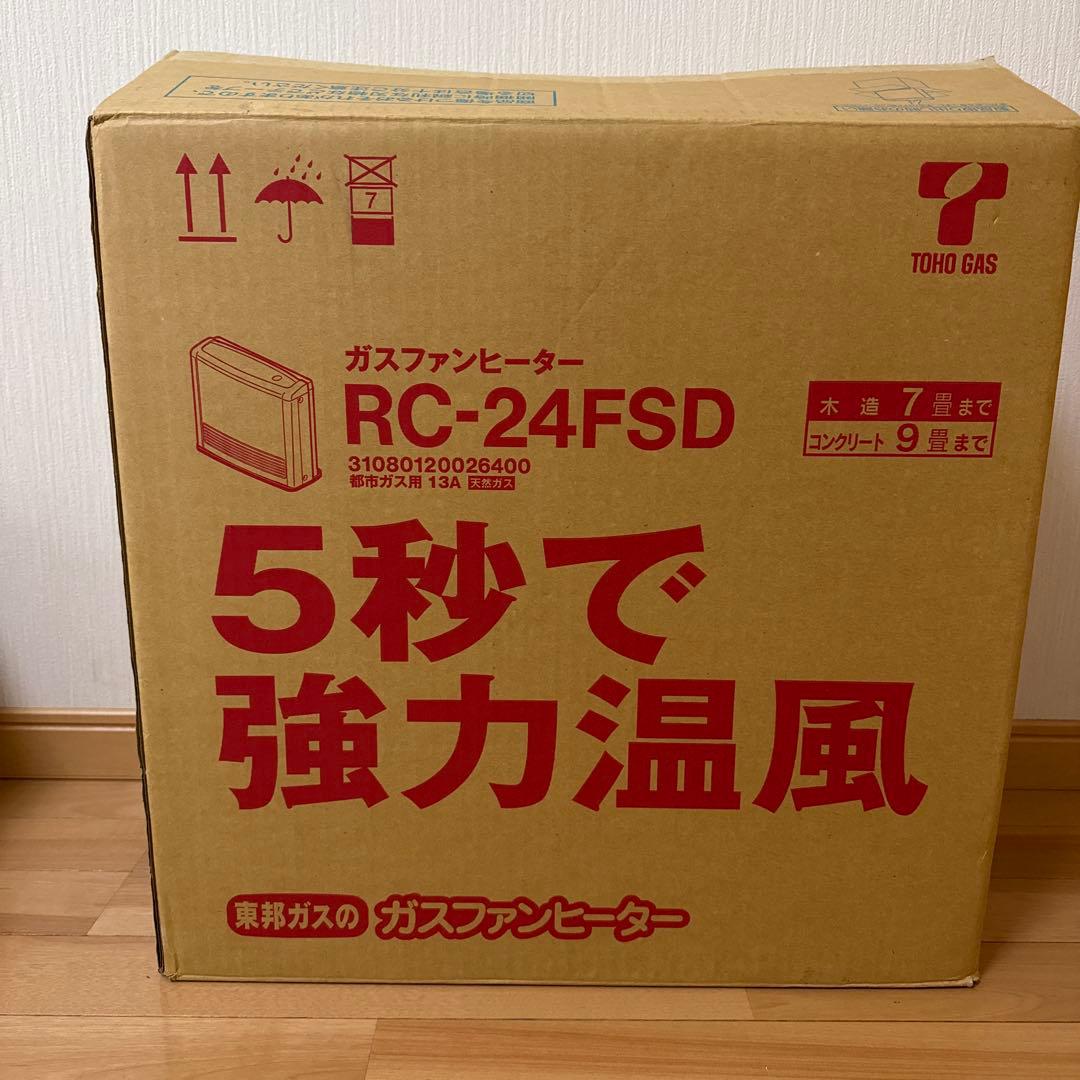 7
TOHO GAS
ガスファンヒーター
RC-24FSD
31080120026400
都市ガス用 13A 天然ガス
木造 7畳まで
コンクリート 9畳まで
5秒で
強力温風
東邦ガスの ガスファンヒーター